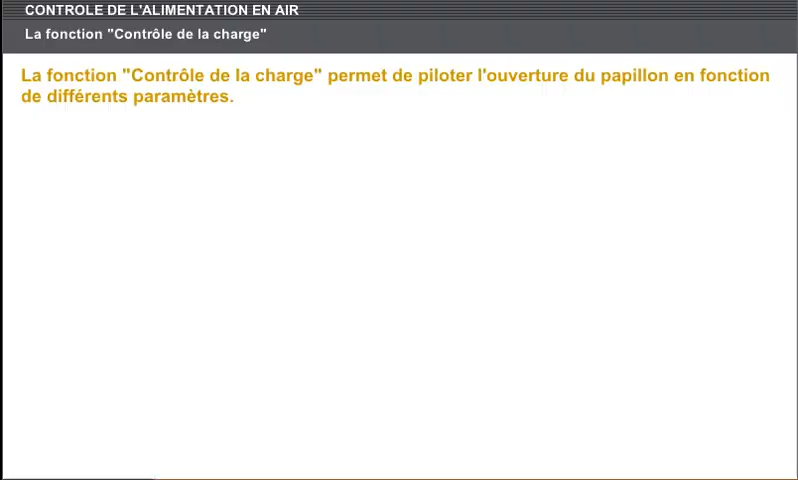 CONTROLE DE L'ALIMENTATION EN AIR
La fonction "Contrôle de la charge"
La fonction "Contrôle de la charge" permet de piloter l'ouverture du papillon en fonction
de différents paramètres.